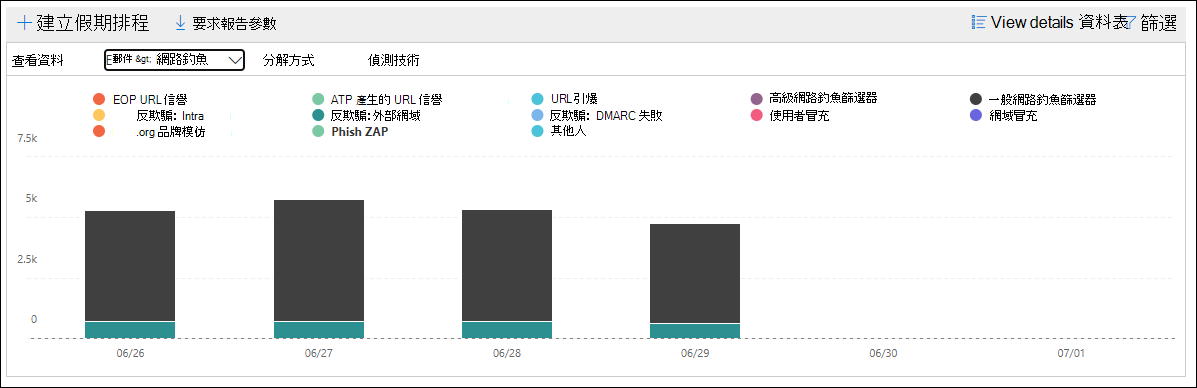 建立假期排程 要求報告參數 View details 資料表 篩選
查看資料 E郵件 &gt; 網路釣魚 分解方式 偵測技術
EOP URL 信譽 ATP 產生的 URL 信譽 URL引爆 高級網路釣魚篩選器 一般網路釣魚篩選器
反欺騙: Intra 反欺騙: 外部網域 反欺騙: DMARC 失敗 使用者冒充 網域冒充
.org 品牌模仿 Phish ZAP 其他人
7.5k
5k
2.5k
0
06/26 06/27 06/28 06/29 06/30 07/01